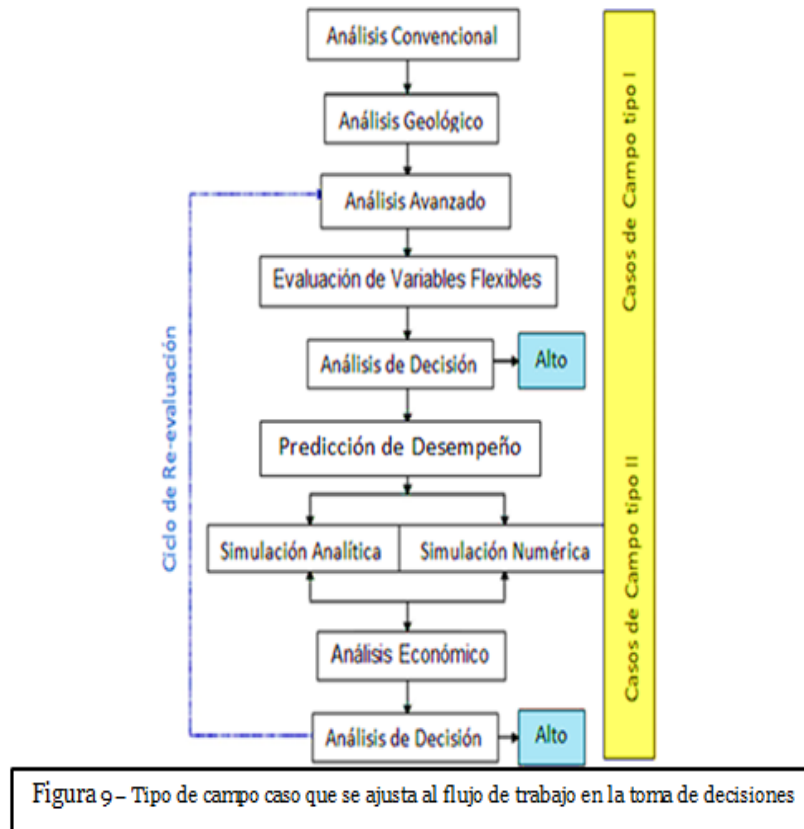 Análisis Convencional
Análisis Geológico
Análisis Avanzado
Evaluación de Variables Flexibles
Análisis de Decisión
Alto
Predicción de Desempeño
Simulación Analítica
Simulación Numérica
Análisis Económico
Análisis de Decisión
Alto
Ciclo de Re-evaluación
Casos de Campo tipo I
Casos de Campo tipo II
Figura 9 – Tipo de campo caso que se ajusta al flujo de trabajo en la toma de decisiones